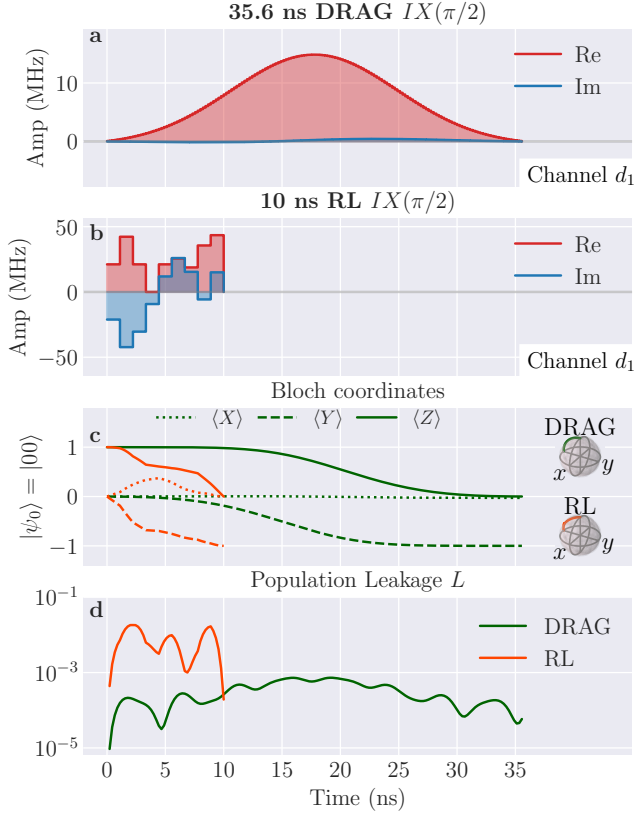 35.6 ns DRAG IX(π/2)
a
Amp (MHz)
10
0
Re
Im
Channel d₁
10 ns RL IX(π/2)
b
Amp (MHz)
50
0
−50
Re
Im
Channel d₁
Bloch coordinates
c
⟨X⟩ ⟨Y⟩ ⟨Z⟩
|ψ₀⟩ = |00⟩
1
0
−1
DRAG
x y
RL
x y
Population Leakage L
d
10⁻¹
10⁻³
10⁻⁵
DRAG
RL
0 5 10 15 20 25 30 35
Time (ns)